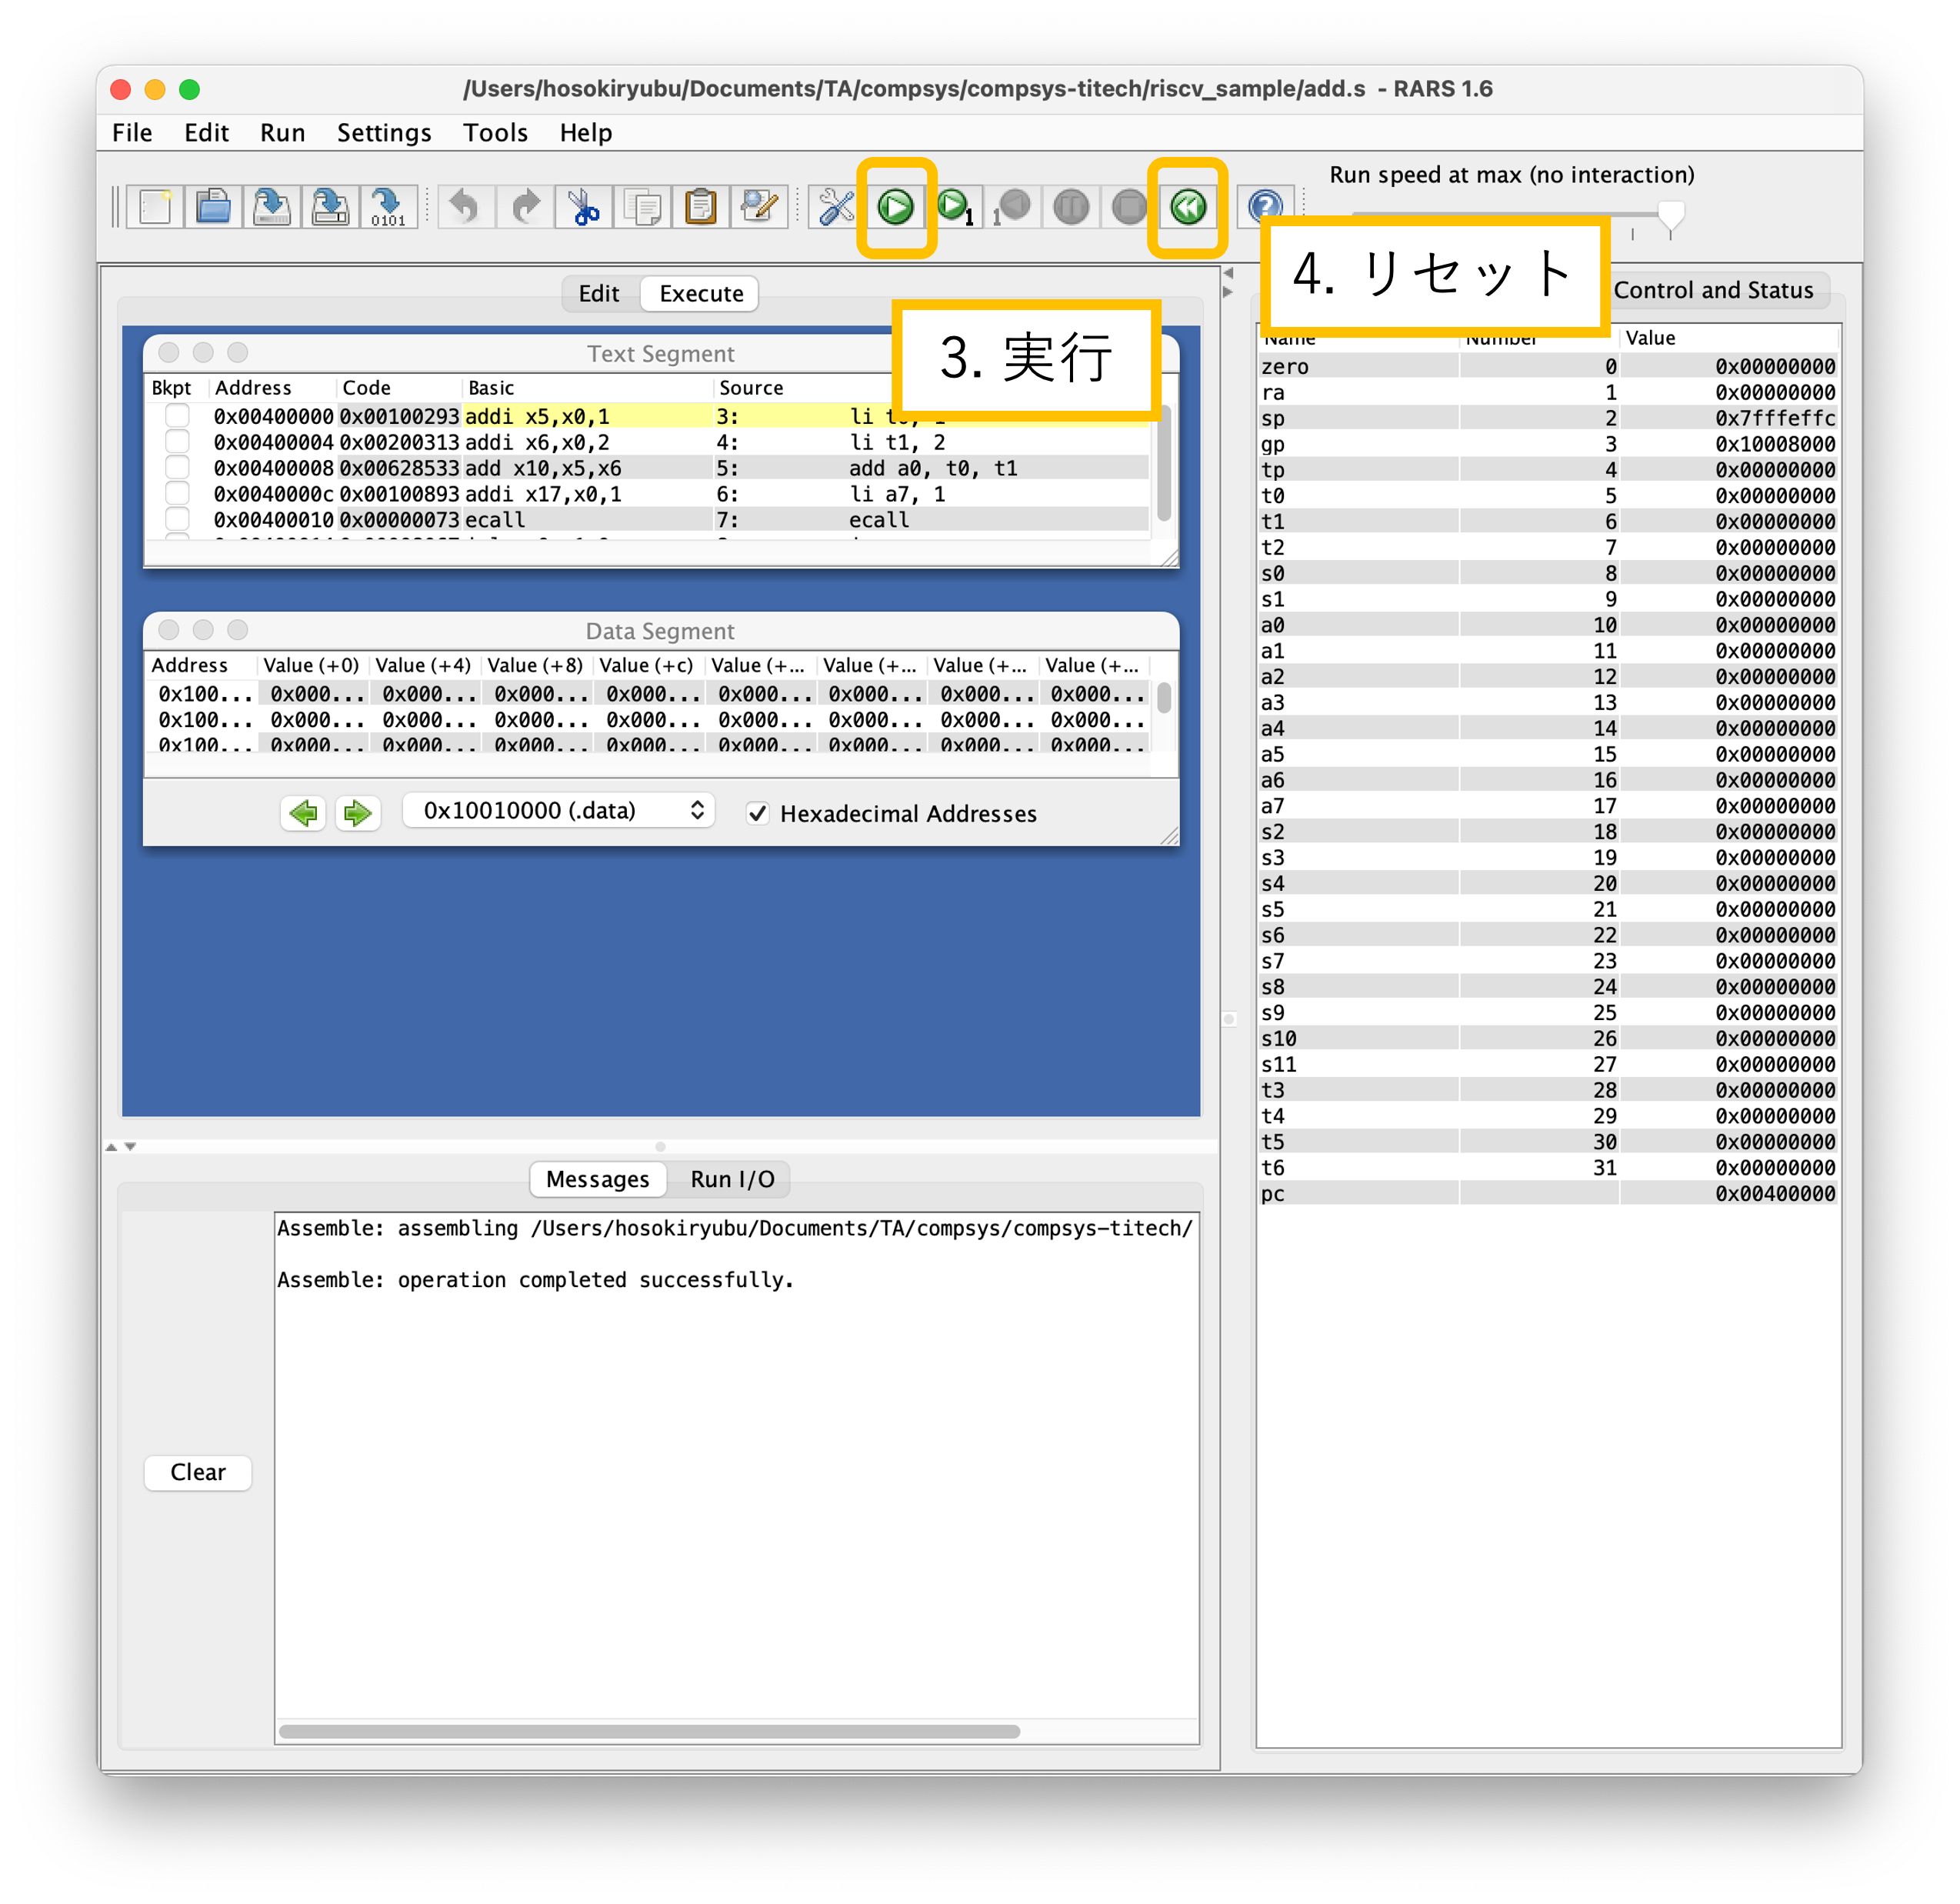 /Users/hosokiryubu/Documents/TA/compsys/compsys-titech/riscv_sample/add.s - RARS 1.6
File Edit Run Settings Tools Help
Run speed at max (no interaction)
0101 1 1
3. 実行
4. リセット
Edit Execute
Control and Status
Text Segment
Bkpt Address Code Basic Source
0x00400000 0x00100293 addi x5,x0,1 3: li
0x00400004 0x00200313 addi x6,x0,2 4: li t1, 2
0x00400008 0x00628533 add x10,x5,x6 5: add a0, t0, t1
0x0040000c 0x00100893 addi x17,x0,1 6: li a7, 1
0x00400010 0x00000073 ecall 7: ecall
Data Segment
Address Value (+0) Value (+4) Value (+8) Value (+c) Value (+... Value (+... Value (+... Value (+...
0x100... 0x000... 0x000... 0x000... 0x000... 0x000... 0x000... 0x000... 0x000...
0x100... 0x000... 0x000... 0x000... 0x000... 0x000... 0x000... 0x000... 0x000...
0x100... 0x000... 0x000... 0x000... 0x000... 0x000... 0x000... 0x000... 0x000...
0x10010000 (.data) Hexadecimal Addresses
Messages Run I/O
Assemble: assembling /Users/hosokiryubu/Documents/TA/compsys/compsys-titech/
Assemble: operation completed successfully.
Clear
Name Number Value
zero 0 0x00000000
ra 1 0x00000000
sp 2 0x7fffeffc
gp 3 0x10008000
tp 4 0x00000000
t0 5 0x00000000
t1 6 0x00000000
t2 7 0x00000000
s0 8 0x00000000
s1 9 0x00000000
a0 10 0x00000000
a1 11 0x00000000
a2 12 0x00000000
a3 13 0x00000000
a4 14 0x00000000
a5 15 0x00000000
a6 16 0x00000000
a7 17 0x00000000
s2 18 0x00000000
s3 19 0x00000000
s4 20 0x00000000
s5 21 0x00000000
s6 22 0x00000000
s7 23 0x00000000
s8 24 0x00000000
s9 25 0x00000000
s10 26 0x00000000
s11 27 0x00000000
t3 28 0x00000000
t4 29 0x00000000
t5 30 0x00000000
t6 31 0x00000000
pc 0x00400000